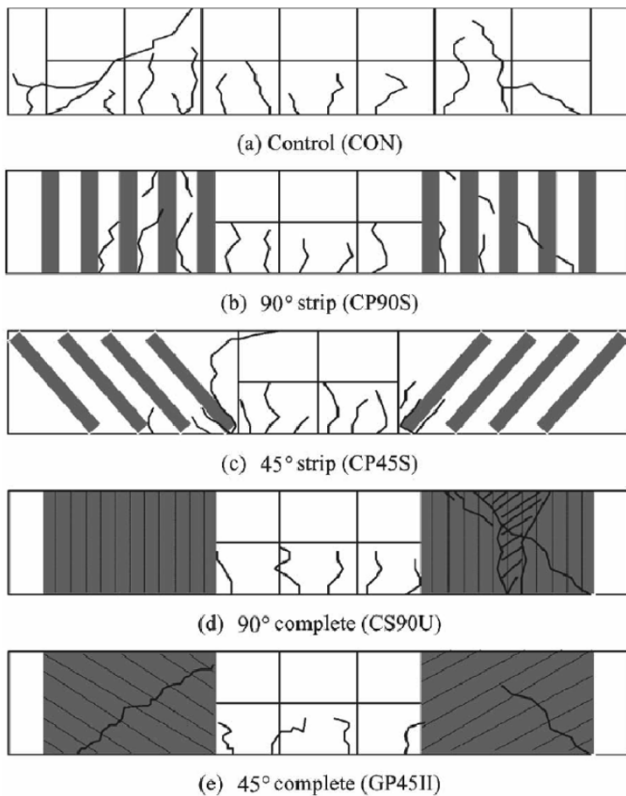 (a) Control (CON)
(b) 90° strip (CP90S)
(c) 45° strip (CP45S)
(d) 90° complete (CS90U)
(e) 45° complete (GP45II)